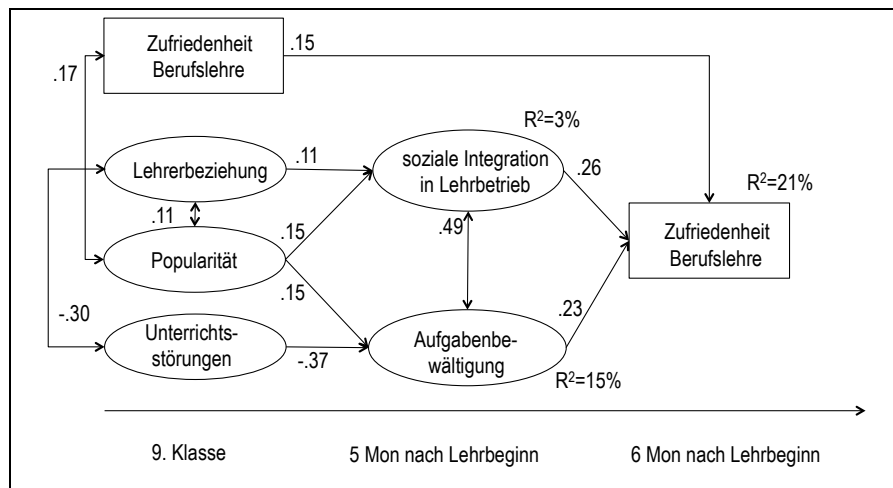 Zufriedenheit
Berufslehre
.15
.17
R²=3%
Lehrerbeziehung
.11
soziale Integration
in Lehrbetrieb
.26
R²=21%
.11
.15
.49
Zufriedenheit
Berufslehre
Popularität
.15
-.30
.23
Unterrichts-
störungen
-.37
Aufgabenbe-
wältigung
R²=15%
9. Klasse
5 Mon nach Lehrbeginn
6 Mon nach Lehrbeginn